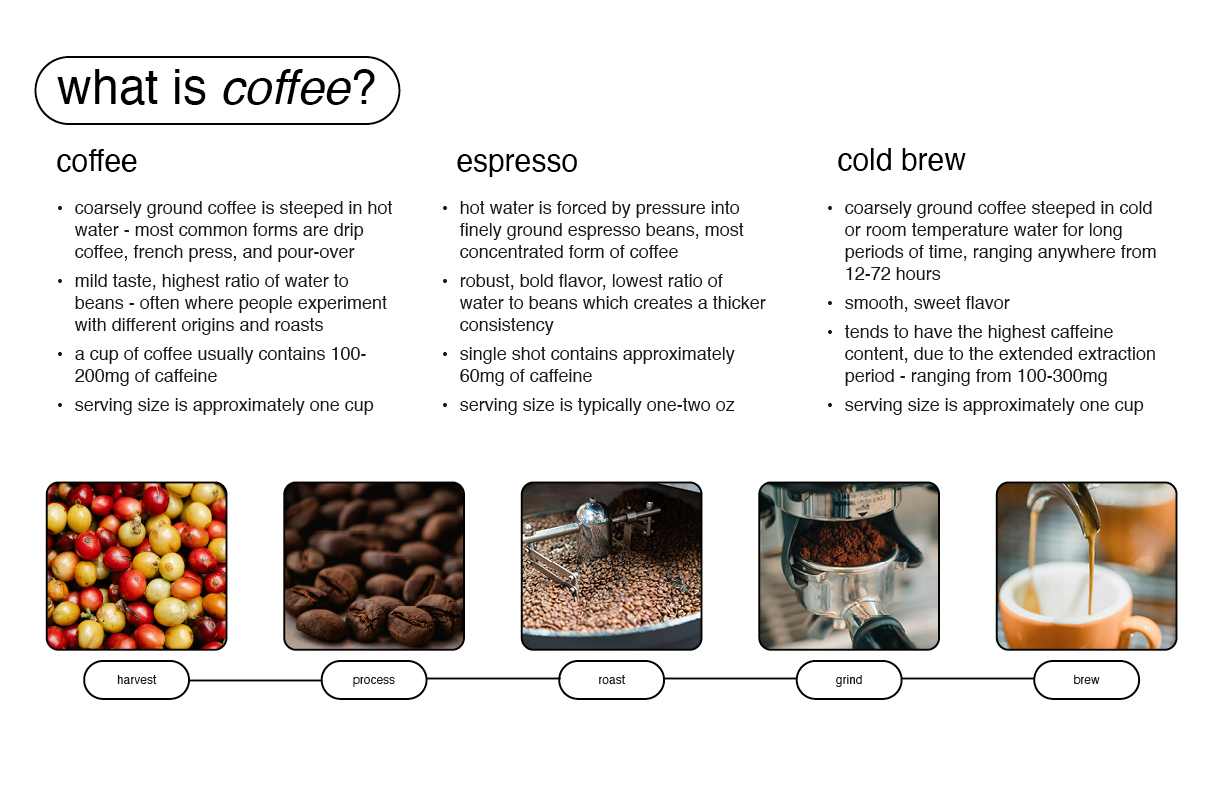 what is coffee?
coffee
• coarsely ground coffee is steeped in hot
water - most common forms are drip
coffee, french press, and pour-over
• mild taste, highest ratio of water to
beans - often where people experiment
with different origins and roasts
• a cup of coffee usually contains 100-
200mg of caffeine
• serving size is approximately one cup
espresso
• hot water is forced by pressure into
finely ground espresso beans, most
concentrated form of coffee
• robust, bold flavor, lowest ratio of
water to beans which creates a thicker
consistency
• single shot contains approximately
60mg of caffeine
• serving size is typically one-two oz
cold brew
• coarsely ground coffee steeped in cold
or room temperature water for long
periods of time, ranging anywhere from
12-72 hours
• smooth, sweet flavor
• tends to have the highest caffeine
content, due to the extended extraction
period - ranging from 100-300mg
• serving size is approximately one cup
harvest
process
roast
grind
brew